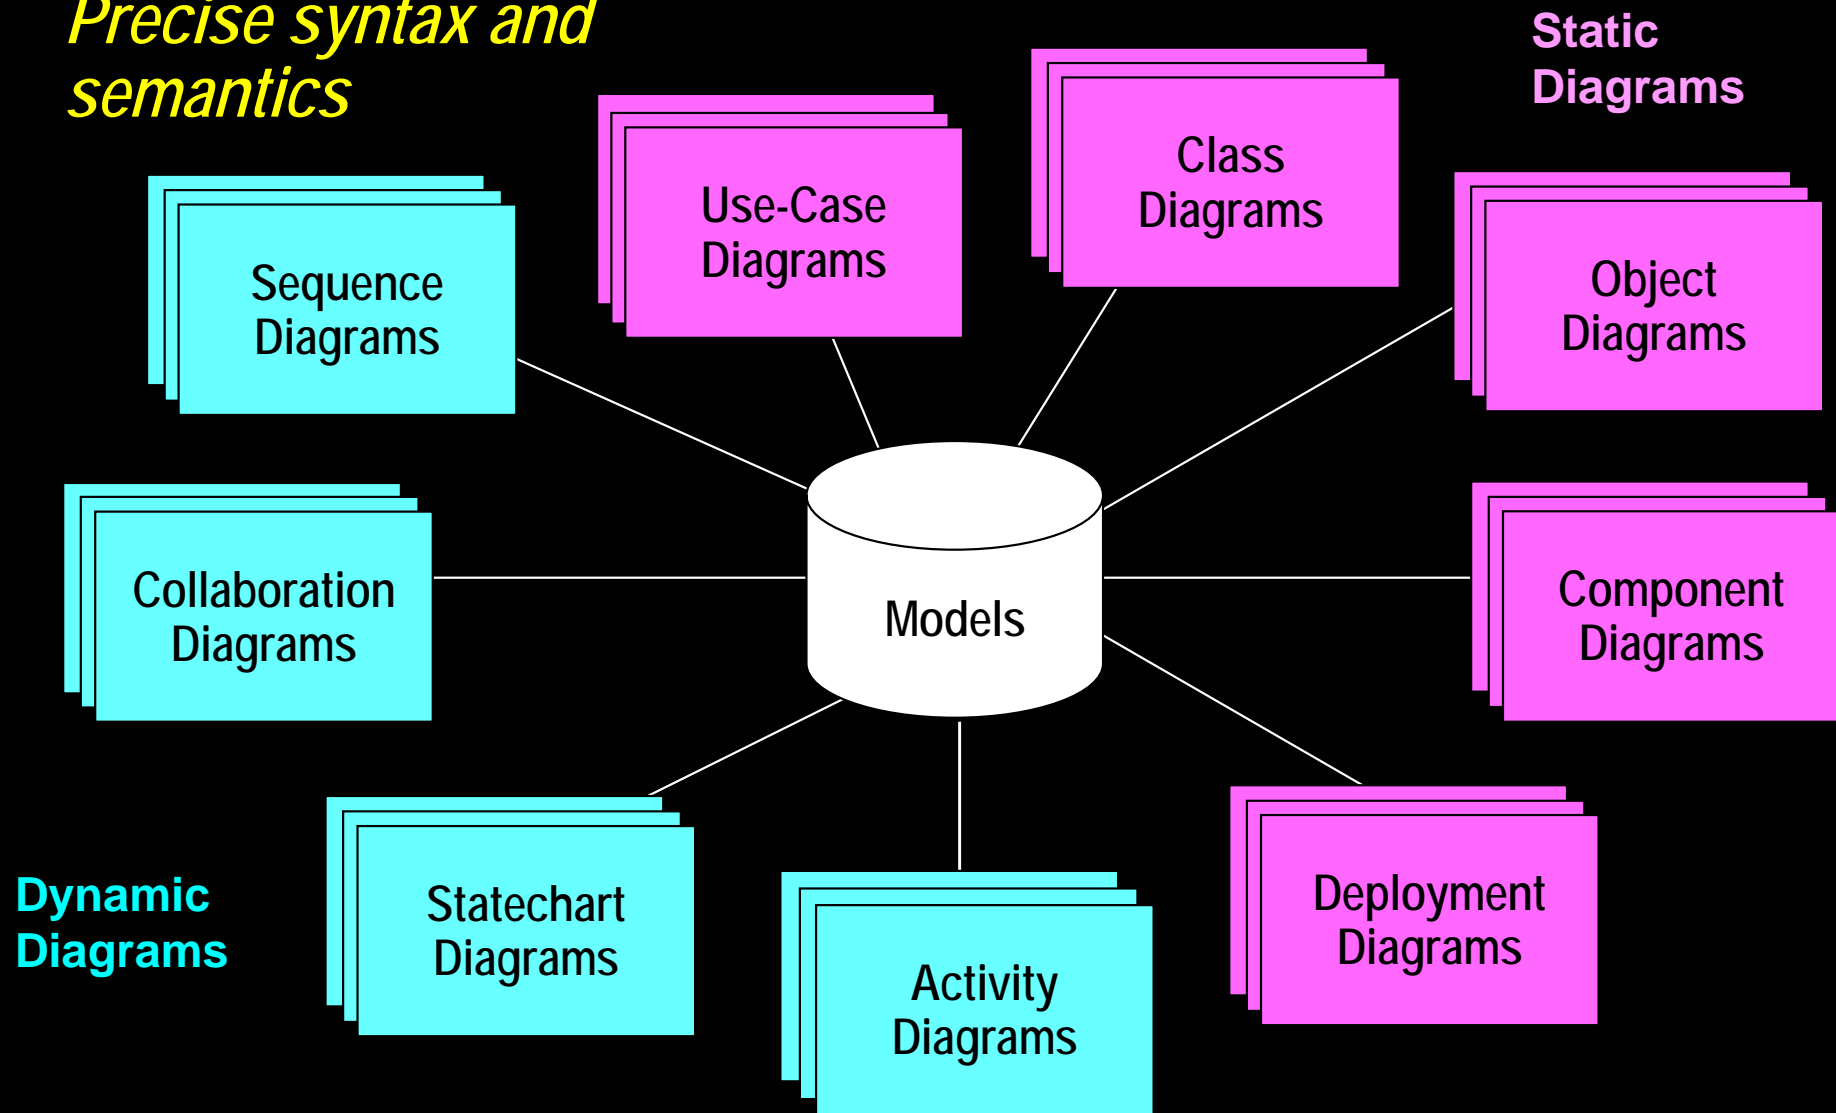 Precise syntax and
semantics
Static
Diagrams
Class
Diagrams
Use-Case
Diagrams
Sequence
Diagrams
Object
Diagrams
Collaboration
Diagrams
Models
Component
Diagrams
Dynamic
Diagrams
Statechart
Diagrams
Activity
Diagrams
Deployment
Diagrams